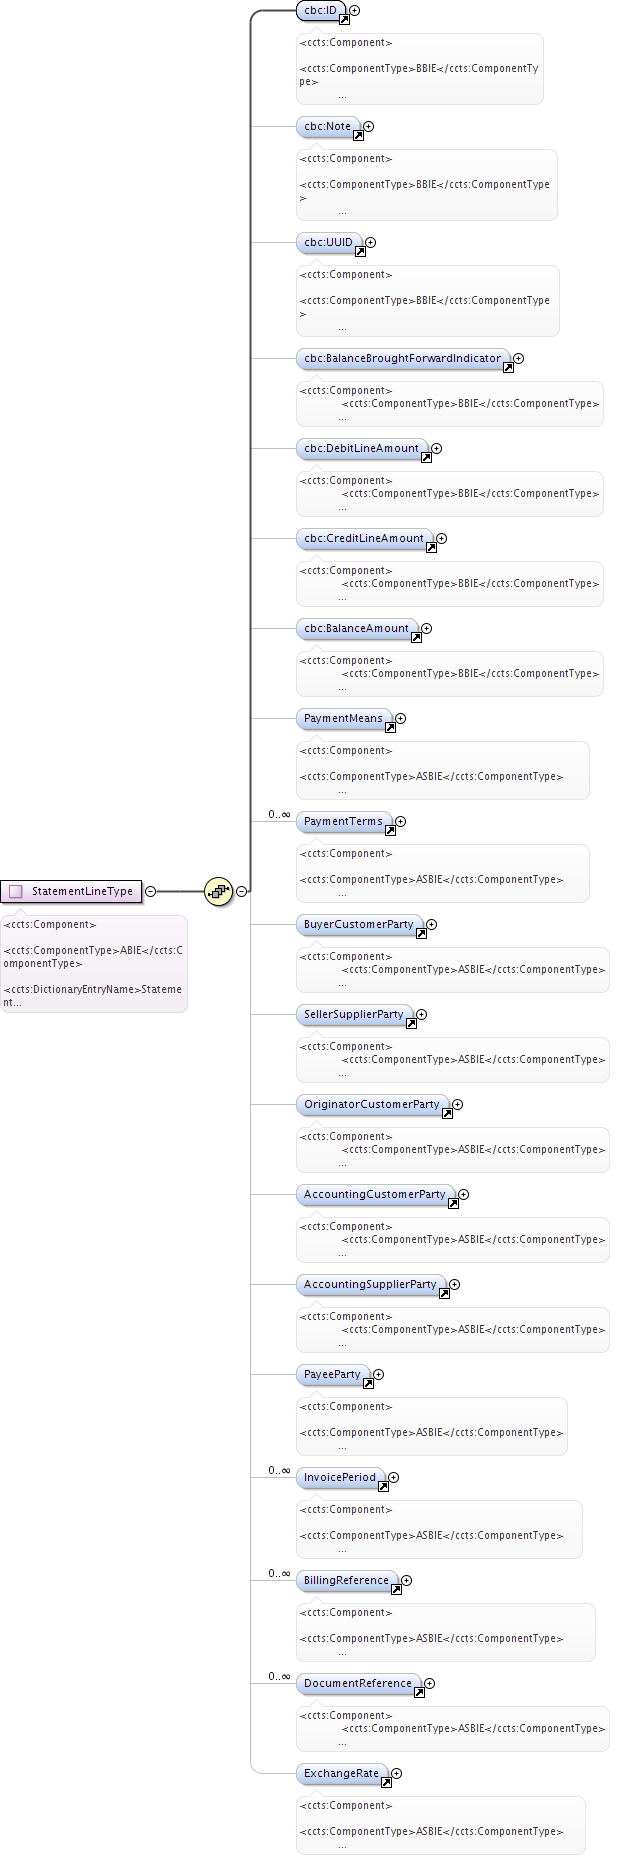 cbc:ID
<ccts:Component>
<ccts:ComponentType>BBIE</ccts:ComponentTy
pe>
...
cbc:Note
<ccts:Component>
<ccts:ComponentType>BBIE</ccts:ComponentType
>
...
cbc:UUID
<ccts:Component>
<ccts:ComponentType>BBIE</ccts:ComponentType
>
...
cbc:BalanceBroughtForwardIndicator
<ccts:Component>
<ccts:ComponentType>BBIE</ccts:ComponentType>
...
cbc:DebitLineAmount
<ccts:Component>
<ccts:ComponentType>BBIE</ccts:ComponentType>
...
cbc:CreditLineAmount
<ccts:Component>
<ccts:ComponentType>BBIE</ccts:ComponentType>
...
cbc:BalanceAmount
<ccts:Component>
<ccts:ComponentType>BBIE</ccts:ComponentType>
...
PaymentMeans
<ccts:Component>
<ccts:ComponentType>ASBIE</ccts:ComponentType>
...
0..∞
PaymentTerms
<ccts:Component>
<ccts:ComponentType>ASBIE</ccts:ComponentType>
...
StatementLineType
<ccts:Component>
<ccts:ComponentType>ABIE</ccts:C
omponentType>
<ccts:DictionaryEntryName>Stateme
nt...
BuyerCustomerParty
<ccts:Component>
<ccts:ComponentType>ASBIE</ccts:ComponentType>
...
SellerSupplierParty
<ccts:Component>
<ccts:ComponentType>ASBIE</ccts:ComponentType>
...
OriginatorCustomerParty
<ccts:Component>
<ccts:ComponentType>ASBIE</ccts:ComponentType>
...
AccountingCustomerParty
<ccts:Component>
<ccts:ComponentType>ASBIE</ccts:ComponentType>
...
AccountingSupplierParty
<ccts:Component>
<ccts:ComponentType>ASBIE</ccts:ComponentType>
...
PayeeParty
<ccts:Component>
<ccts:ComponentType>ASBIE</ccts:ComponentType>
...
0..∞
InvoicePeriod
<ccts:Component>
<ccts:ComponentType>ASBIE</ccts:ComponentType>
...
0..∞
BillingReference
<ccts:Component>
<ccts:ComponentType>ASBIE</ccts:ComponentType>
...
0..∞
DocumentReference
<ccts:Component>
<ccts:ComponentType>ASBIE</ccts:ComponentType>
...
ExchangeRate
<ccts:Component>
<ccts:ComponentType>ASBIE</ccts:ComponentType>
...